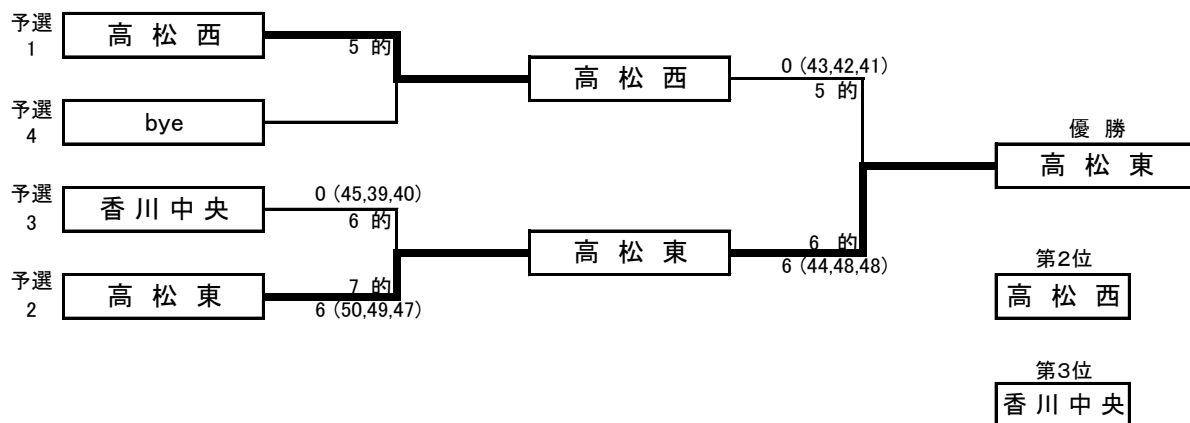 予選
1
高 松 西
5 的
予選
4
bye
高 松 西
0 (43,42,41)
5 的
予選
3
香 川 中 央
0 (45,39,40)
6 的
予選
2
高 松 東
7 的
6 (50,49,47)
高 松 東
6 的
6 (44,48,48)
優 勝
高 松 東
第2位
高 松 西
第3位
香 川 中 央